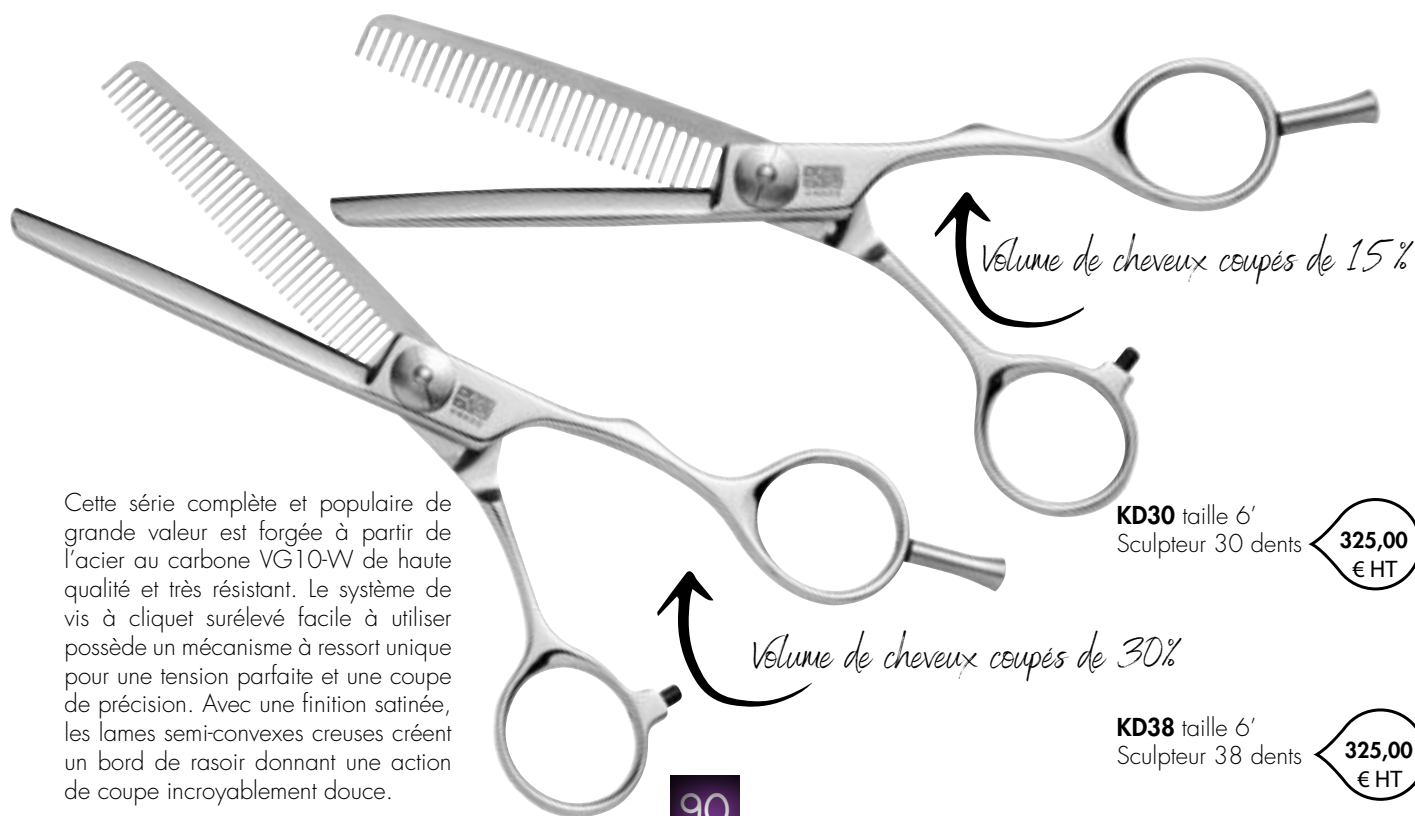 Volume de cheveux coupés de 15 %
KD30 taille 6'
Sculpteur 30 dents
325,00
€ HT
Cette série complète et populaire de
grande valeur est forgée à partir de
l'acier au carbone VG10-W de haute
qualité et très résistant. Le système de
vis à cliquet surélevé facile à utiliser
possède un mécanisme à ressort unique
pour une tension parfaite et une coupe
de précision. Avec une finition satinée,
les lames semi-convexes creuses créent
un bord de rasoir donnant une action
de coupe incroyablement douce.
Volume de cheveux coupés de 30%
KD38 taille 6'
Sculpteur 38 dents
325,00
€ HT
90